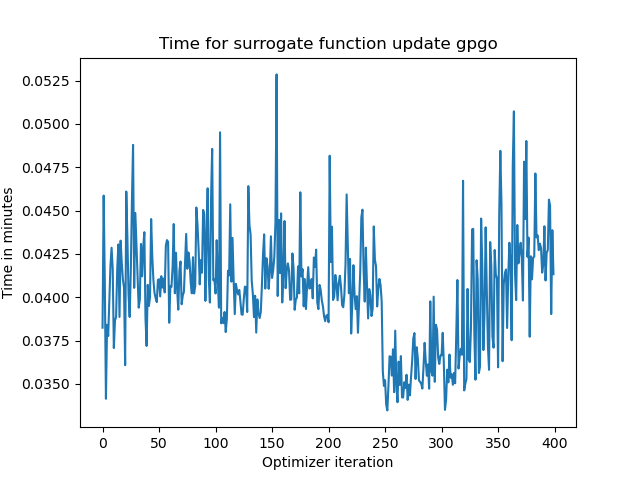 Time for surrogate function update gpgo
0.0525
0.0500
0.0475
0.0450
0.0425
0.0400
0.0375
0.0350
Time in minutes
0 50 100 150 200 250 300 350 400
Optimizer iteration